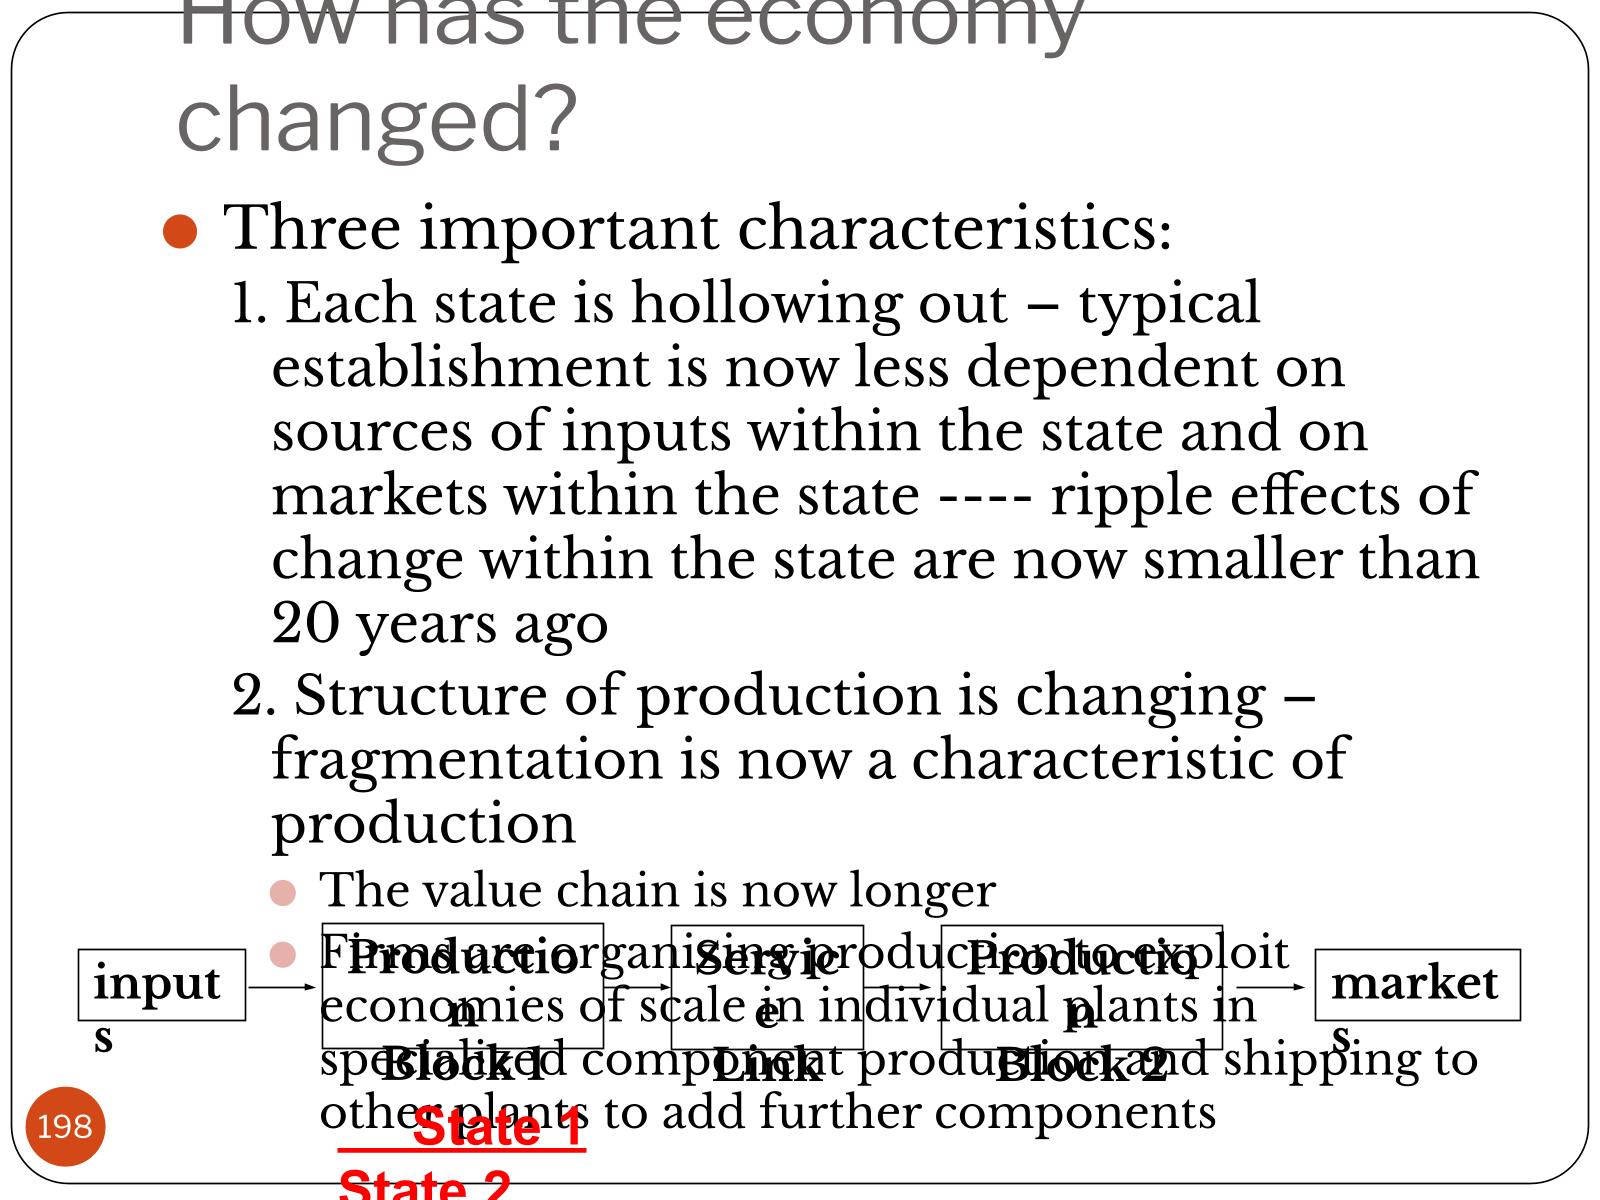 How has the economy
changed?
Three important characteristics:
1. Each state is hollowing out – typical
establishment is now less dependent on
sources of inputs within the state and on
markets within the state ---- ripple effects of
change within the state are now smaller than
20 years ago
2. Structure of production is changing –
fragmentation is now a characteristic of
production
The value chain is now longer
Firms are organising production to exploit
economies of scale in individual plants in
specialized component production and shipping to
other plants to add further components
input
s
Productio
n
Block 1
Servic
e
Link
Productio
n
Block 2
market
s
State 1
State 2
198